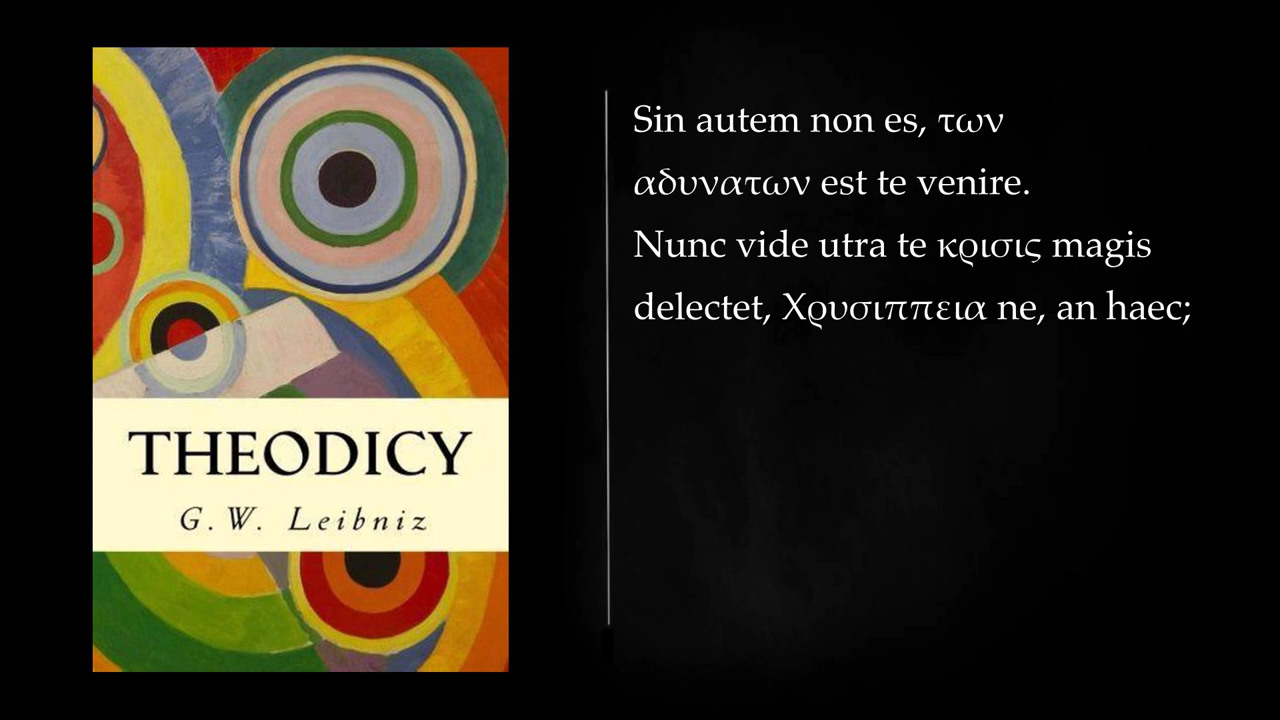 THEODICY
G. W. Leibniz
Sin autem non es, των
αδυνατων est te venire.
Nunc vide utra te κρισις magis
delectet, Χρυσιππεια ne, an haec;